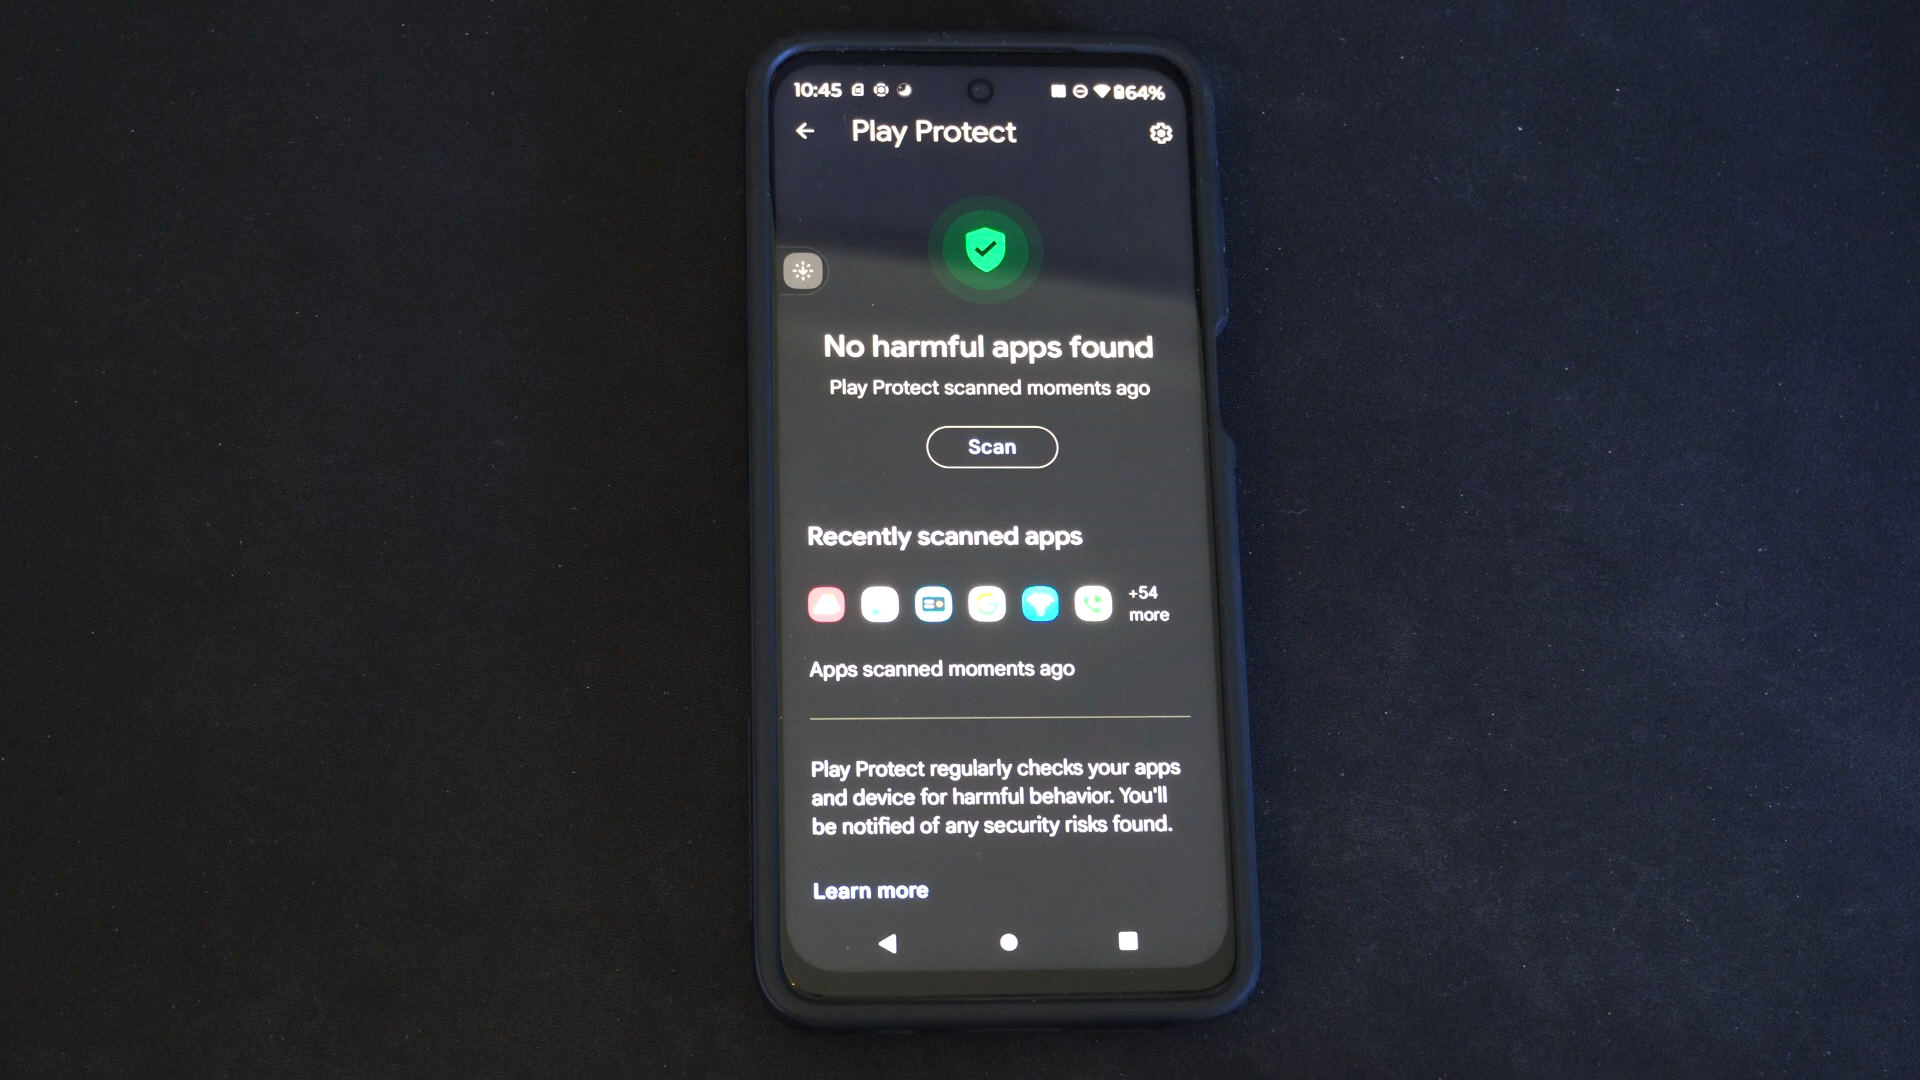 10:45 64%
Play Protect
No harmful apps found
Play Protect scanned moments ago
Scan
Recently scanned apps
+54
more
Apps scanned moments ago
Play Protect regularly checks your apps
and device for harmful behavior. You'll
be notified of any security risks found.
Learn more